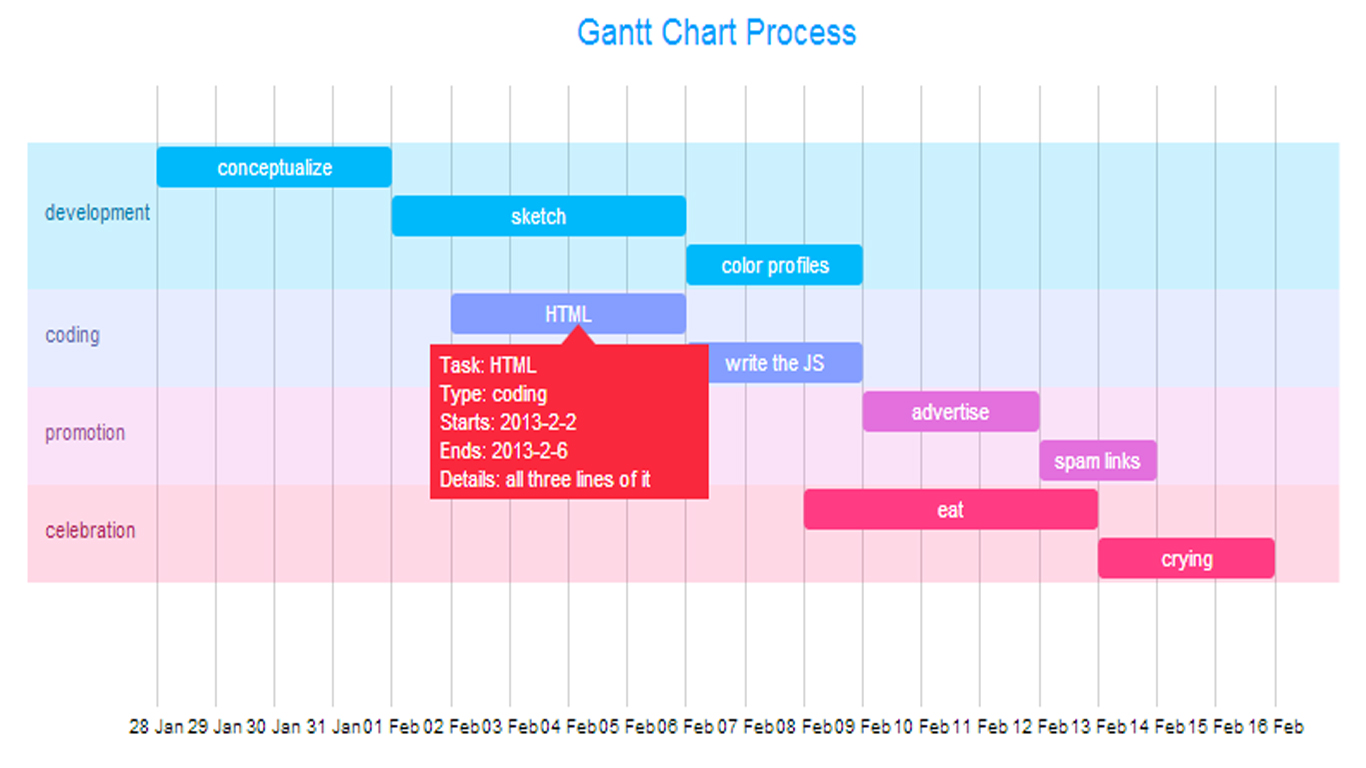 Gantt Chart Process
conceptualize
development
sketch
color profiles
HTML
coding
write the JS
Task: HTML
Type: coding
Starts: 2013-2-2
Ends: 2013-2-6
Details: all three lines of it
advertise
promotion
spam links
eat
celebration
crying
28 Jan 29 Jan 30 Jan 31 Jan 01 Feb 02 Feb 03 Feb 04 Feb 05 Feb 06 Feb 07 Feb 08 Feb 09 Feb 10 Feb 11 Feb 12 Feb 13 Feb 14 Feb 15 Feb 16 Feb